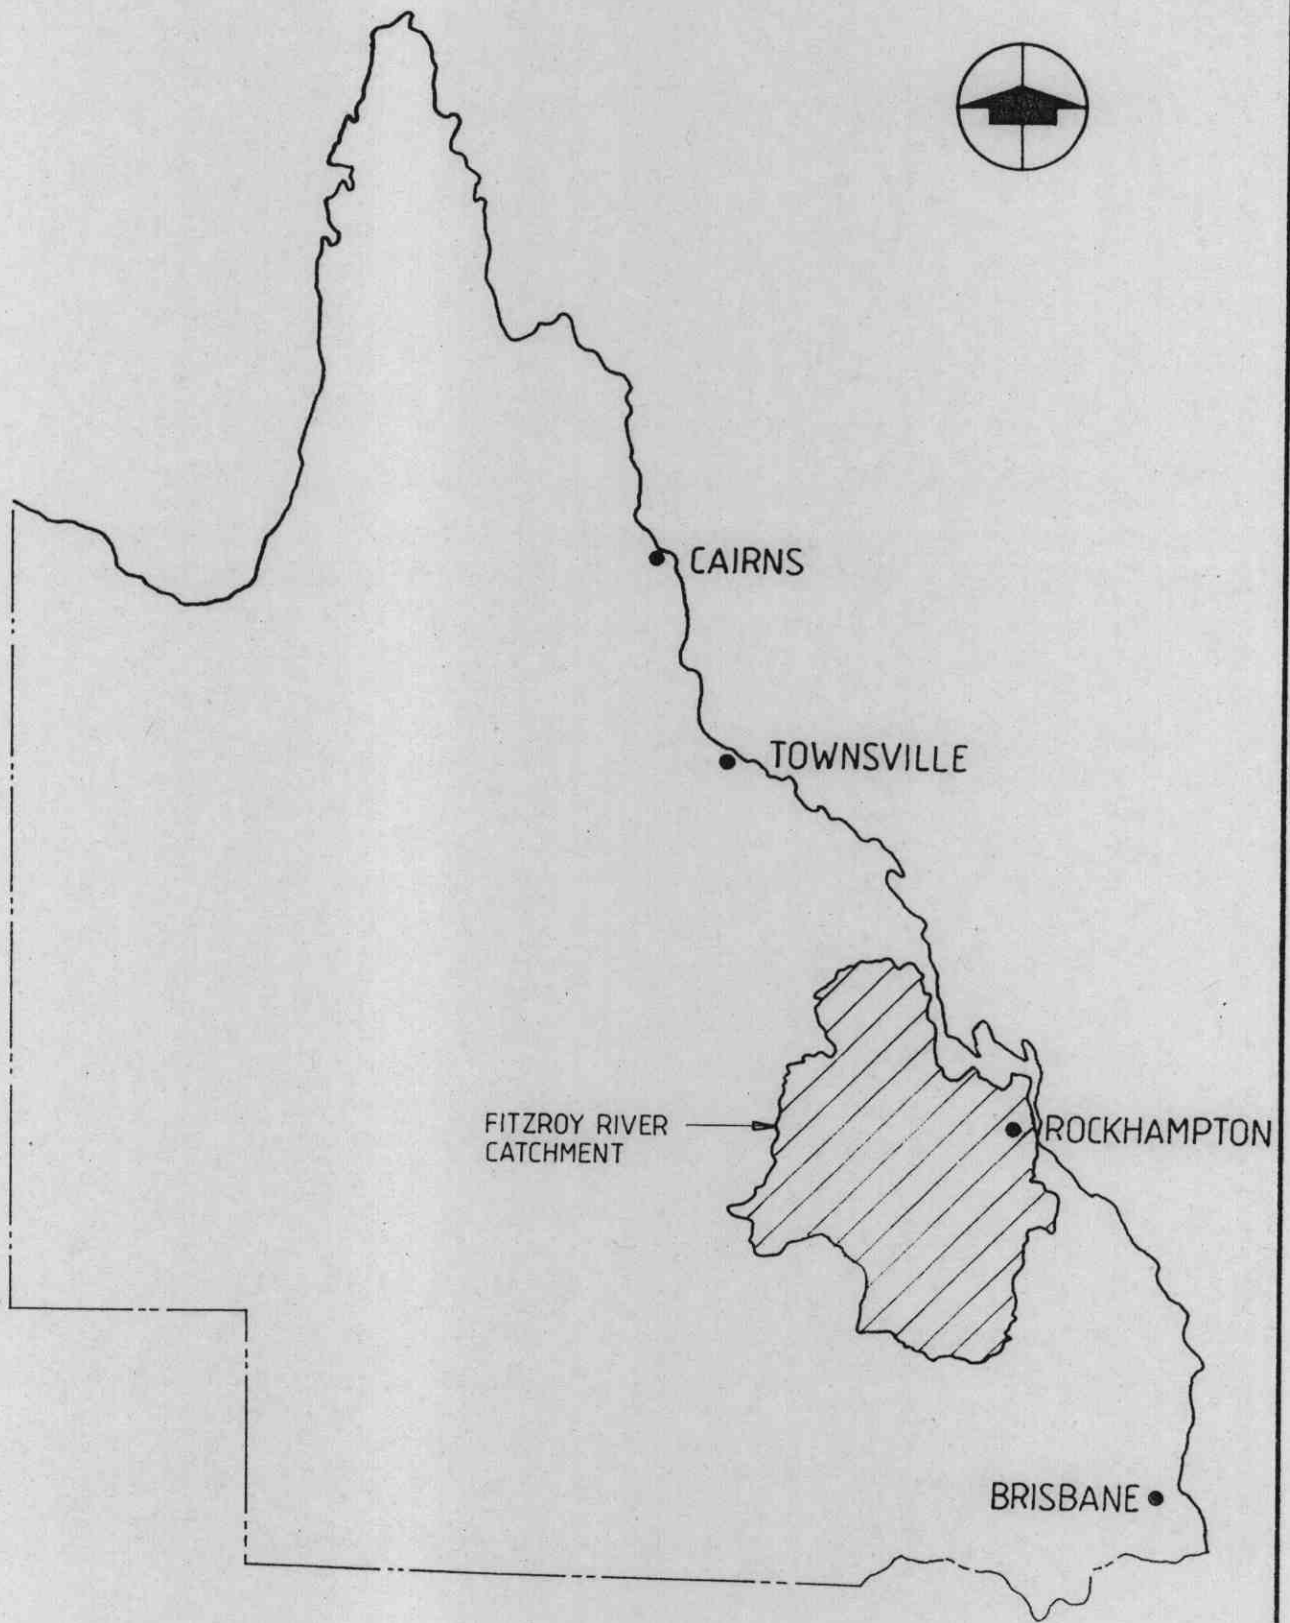 CAIRNS
TOWNSVILLE
FITZROY RIVER
CATCHMENT
ROCKHAMPTON
BRISBANE